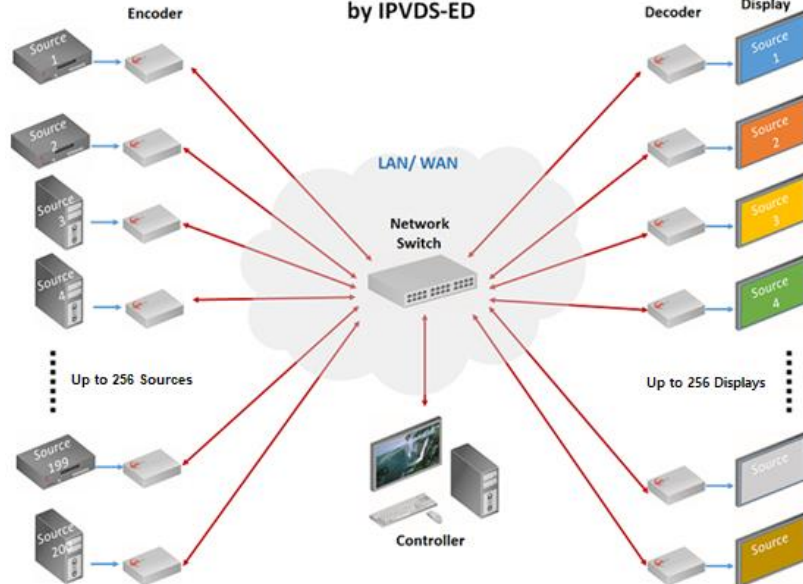 by IPVDS-ED
Encoder
Decoder
Display
Source
1
Source
1
Source
2
Source
2
LAN/ WAN
Source
3
Network
Switch
Source
3
Source
4
Source
4
Up to 256 Sources
Up to 256 Displays
Source
199
Source
Source
Controller
Source